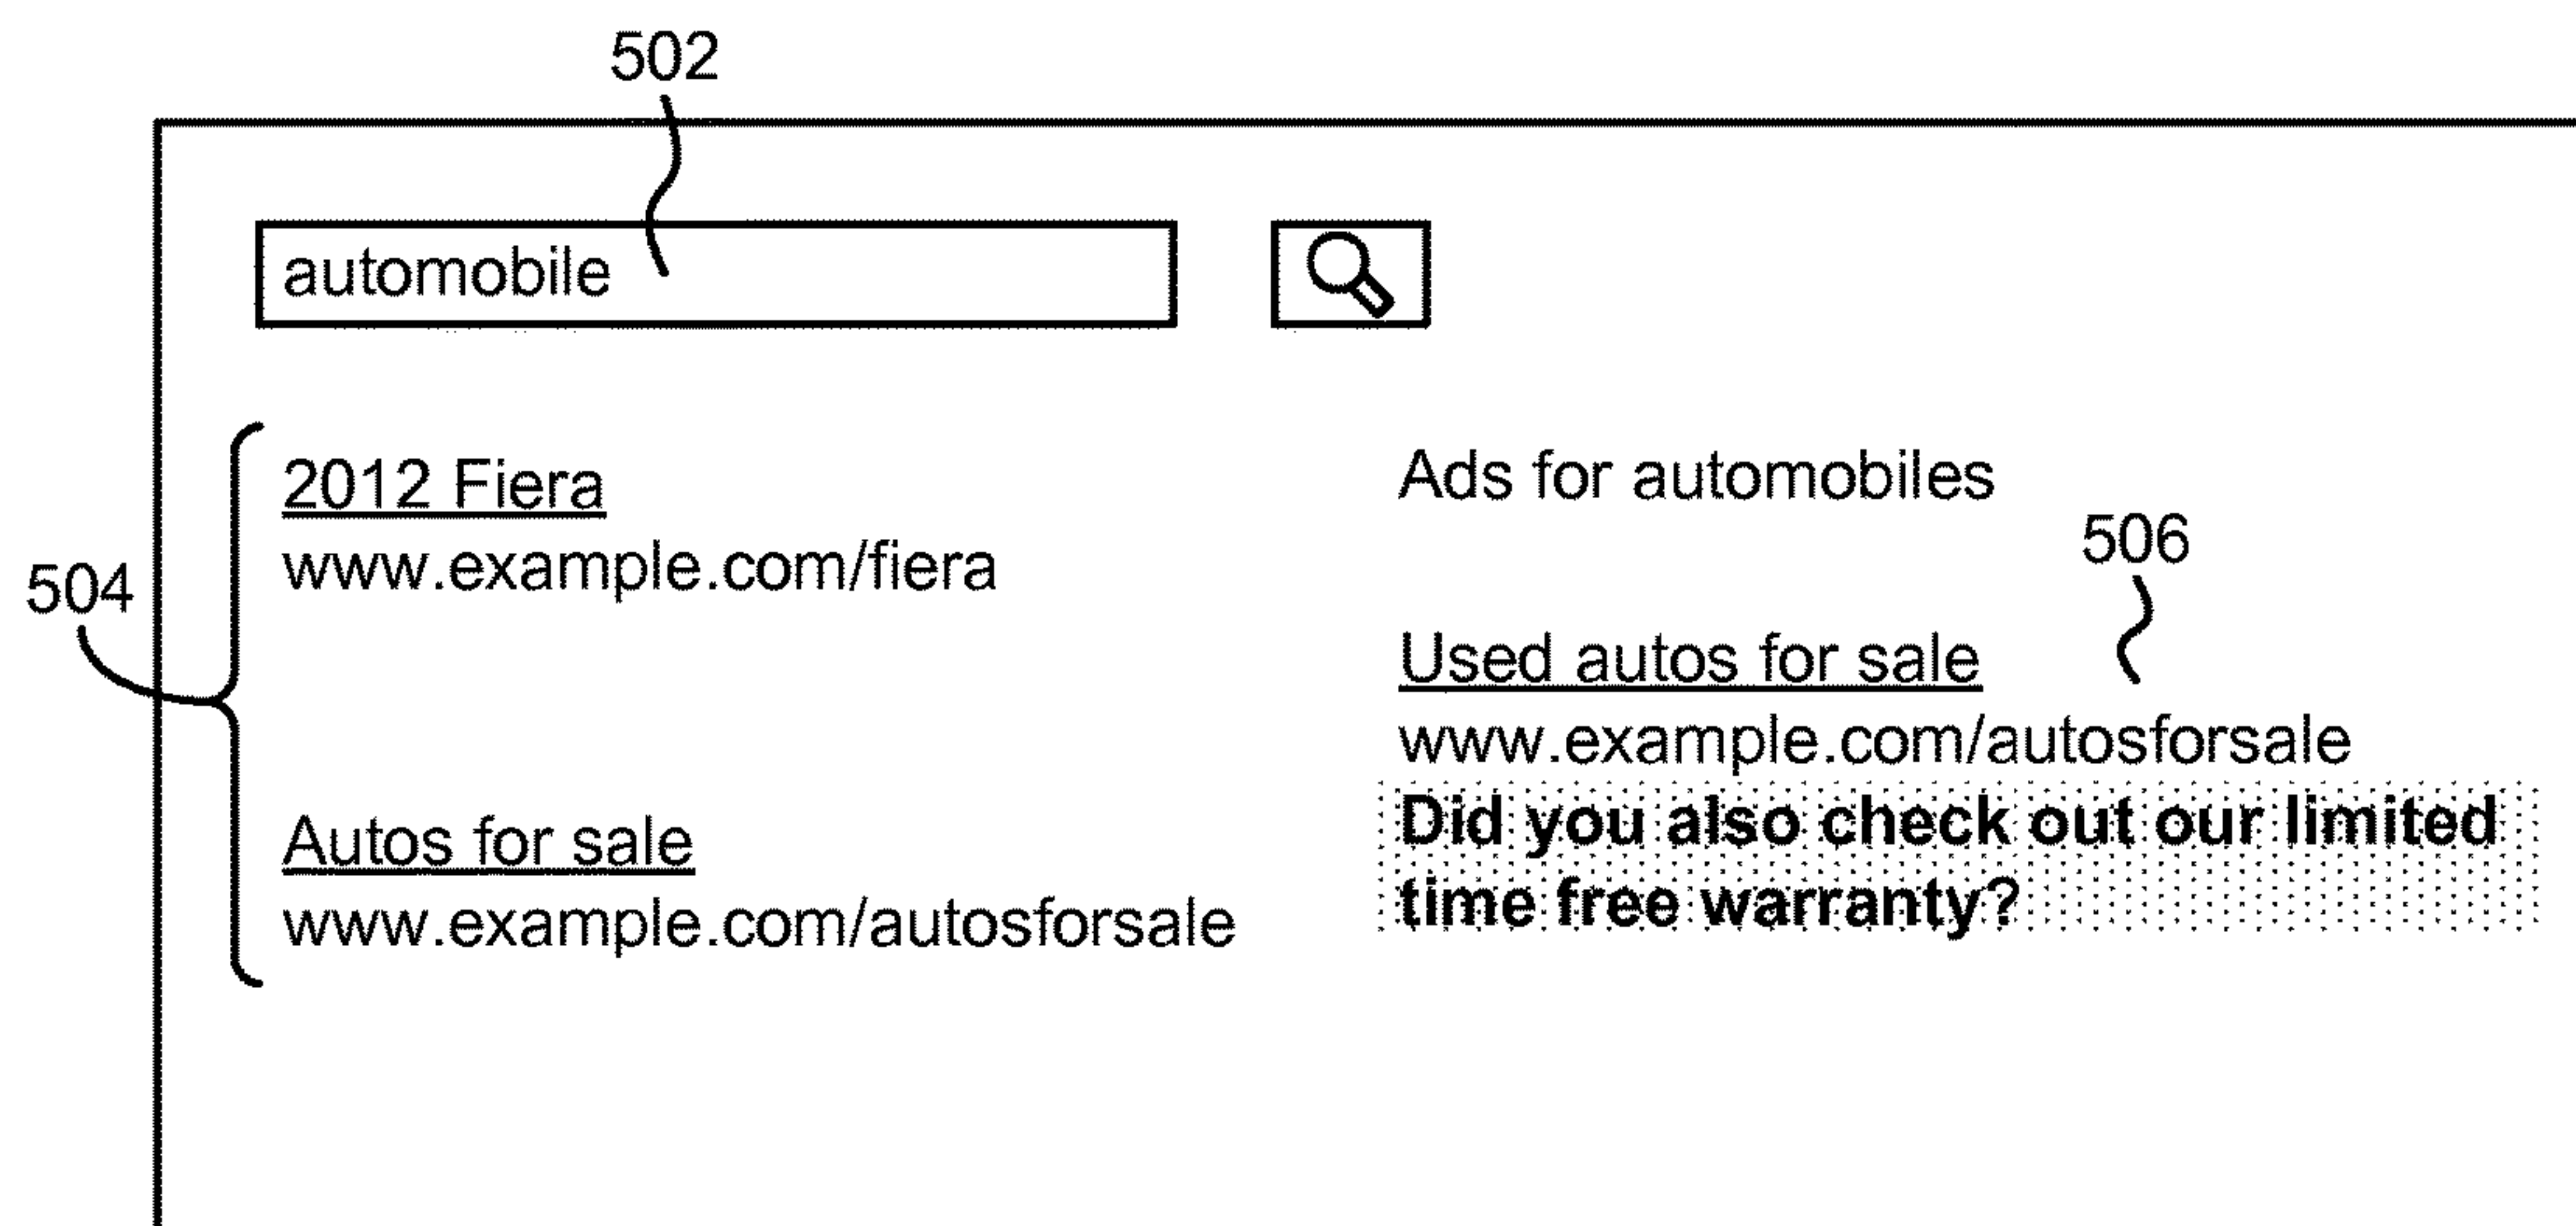 502
automobile
504
2012 Fiera
www.example.com/fiera
Autos for sale
www.example.com/autosforsale
Ads for automobiles
506
Used autos for sale
www.example.com/autosforsale
Did you also check out our limited
time free warranty?